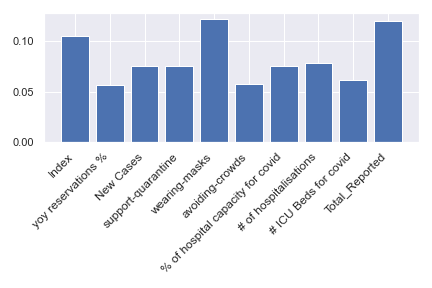 0.10
0.05
0.00
Index
yoy reservations %
New Cases
support-quarantine
wearing-masks
avoiding-crowds
% of hospital capacity for covid
# of hospitalisations
# ICU Beds for covid
Total_Reported